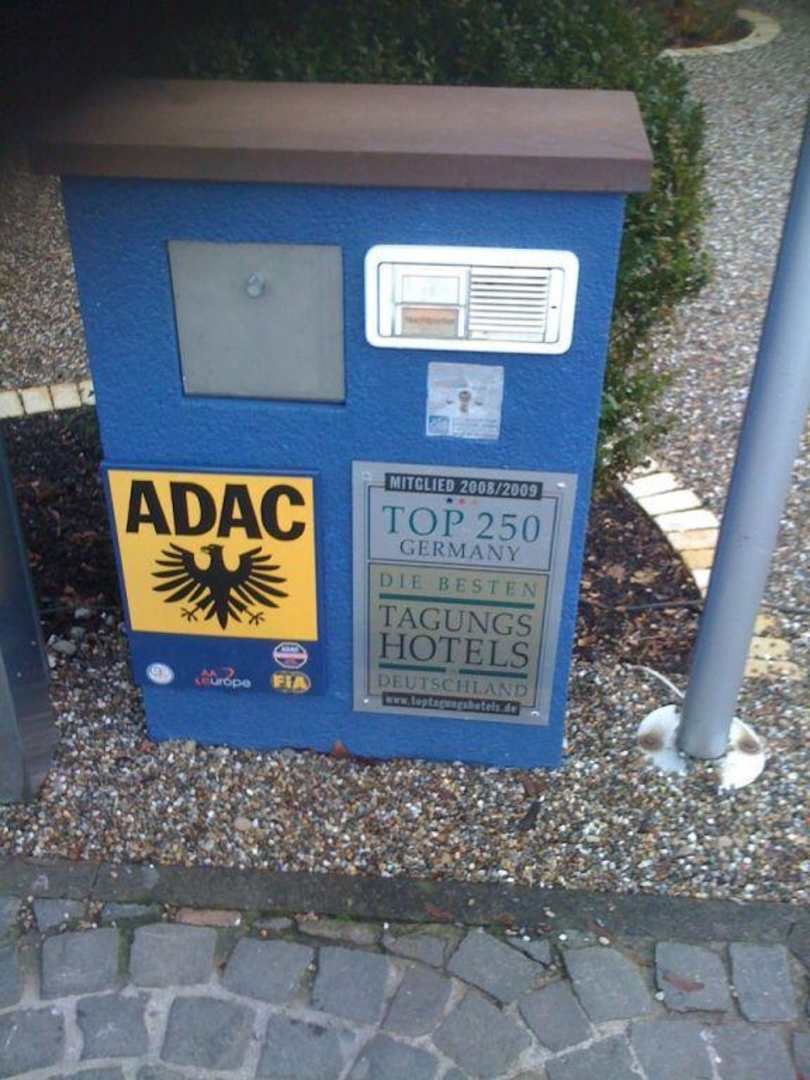 ADAC
europe
FIA
MITGLIED 2008/2009
TOP 250
GERMANY
DIE BESTEN
TAGUNGS
HOTELS
DEUTSCHLAND
www.toptagungshotels.de